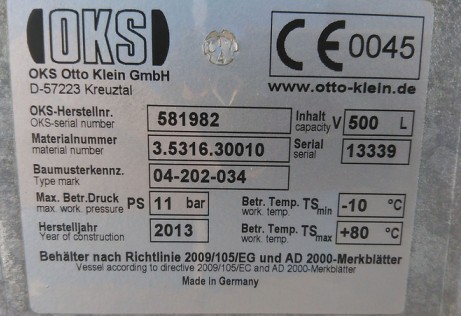 OKS
CE 0045
OKS Otto Klein GmbH
D-57223 Kreuztal
www.otto-klein.de
OKS-Herstellnr. 581982 Inhalt V 500 L
OKS-serial number capacity
Materialnummer 3.5316.30010 Serial 13339
material number serial
Baumusterkennz. 04-202-034
Type mark
Max. Betr.Druck PS 11 bar Betr. Temp. TS min -10 °C
max. work. pressure work. temp.
Herstelljahr 2013 Betr. Temp. TS max +80 °C
Year of construction work. temp.
Behälter nach Richtlinie 2009/105/EG und AD 2000-Merkblätter
Vessel according to directive 2009/105/EC and AD 2000-Merkblätter
Made in Germany